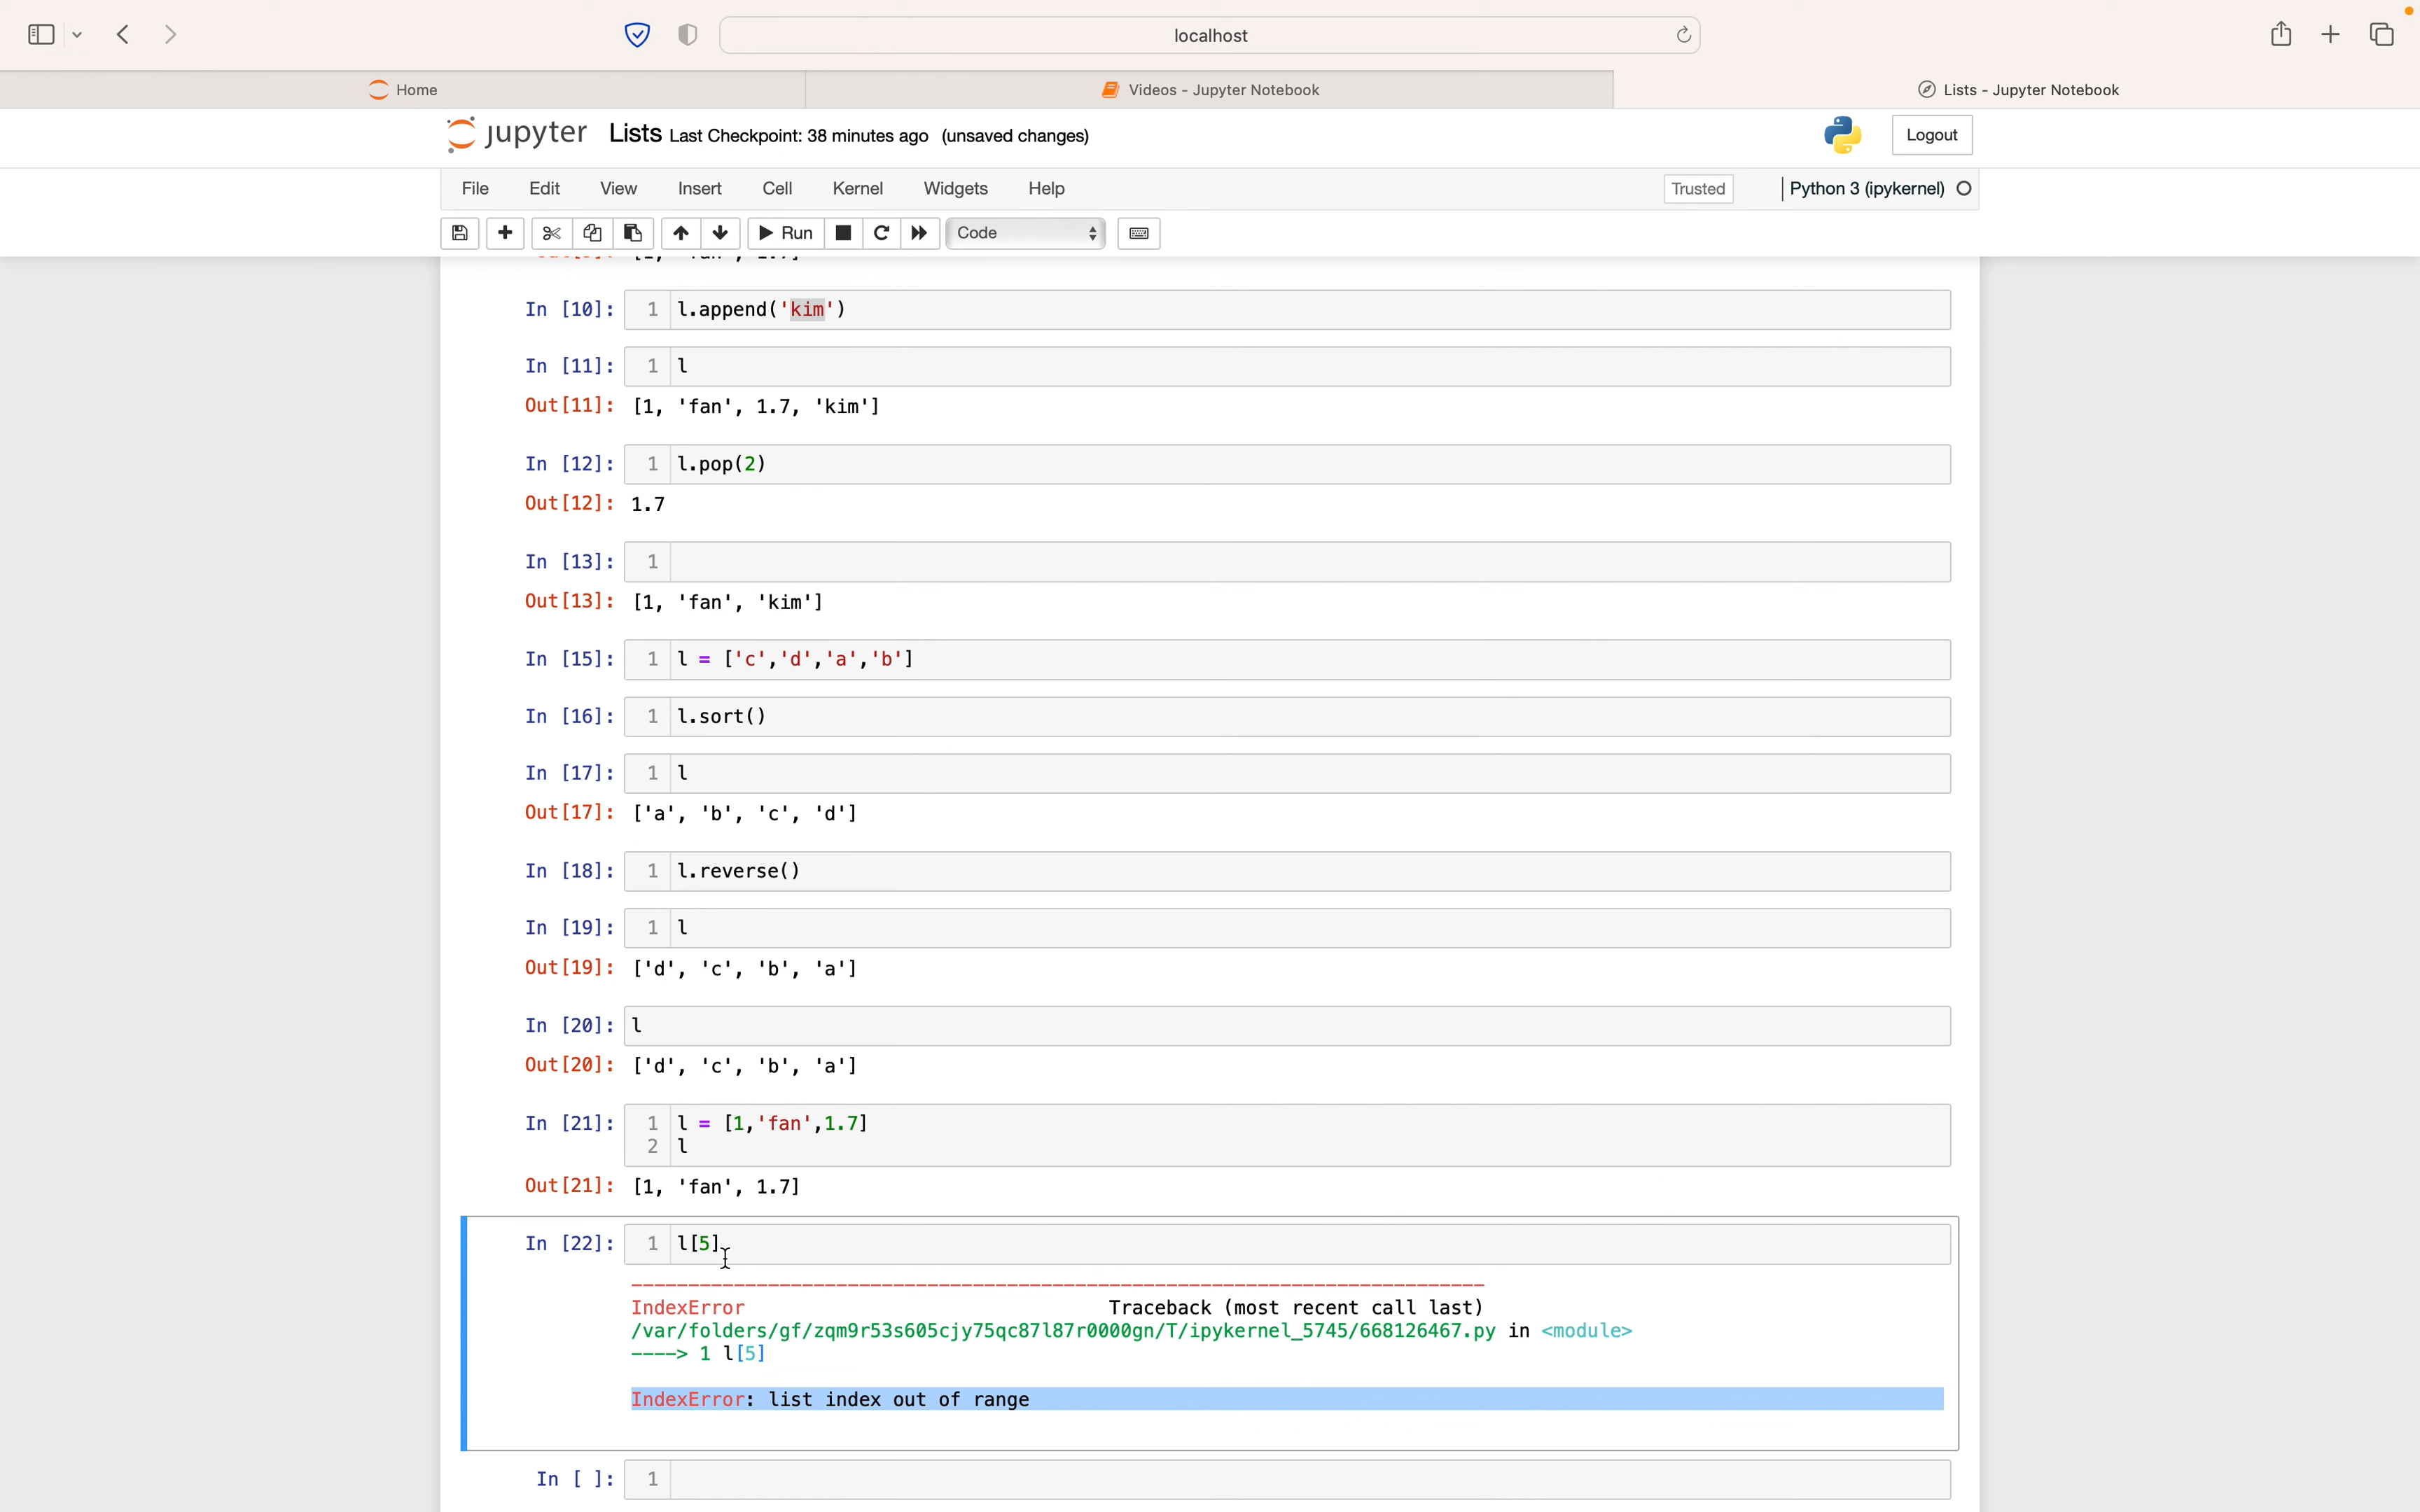 localhost
Home
Videos - Jupyter Notebook
Lists - Jupyter Notebook
jupyter Lists Last Checkpoint: 38 minutes ago (unsaved changes)
Logout
File Edit View Insert Cell Kernel Widgets Help
Trusted
Python 3 (ipykernel)
Run
Code
In [10]: 1 l.append('kim')
In [11]: 1 l
Out[11]: [1, 'fan', 1.7, 'kim']
In [12]: 1 l.pop(2)
Out[12]: 1.7
In [13]: 1
Out[13]: [1, 'fan', 'kim']
In [15]: 1 l = ['c','d','a','b']
In [16]: 1 l.sort()
In [17]: 1 l
Out[17]: ['a', 'b', 'c', 'd']
In [18]: 1 l.reverse()
In [19]: 1 l
Out[19]: ['d', 'c', 'b', 'a']
In [20]: l
Out[20]: ['d', 'c', 'b', 'a']
In [21]: 1 l = [1,'fan',1.7]
2 l
Out[21]: [1, 'fan', 1.7]
In [22]: 1 l[5]
---------------------------------------------------------------------------
IndexError Traceback (most recent call last)
/var/folders/gf/zqm9r53s605cjy75qc87l87r0000gn/T/ipykernel_5745/668126467.py in <module>
----> 1 l[5]
IndexError: list index out of range
In [ ]: 1